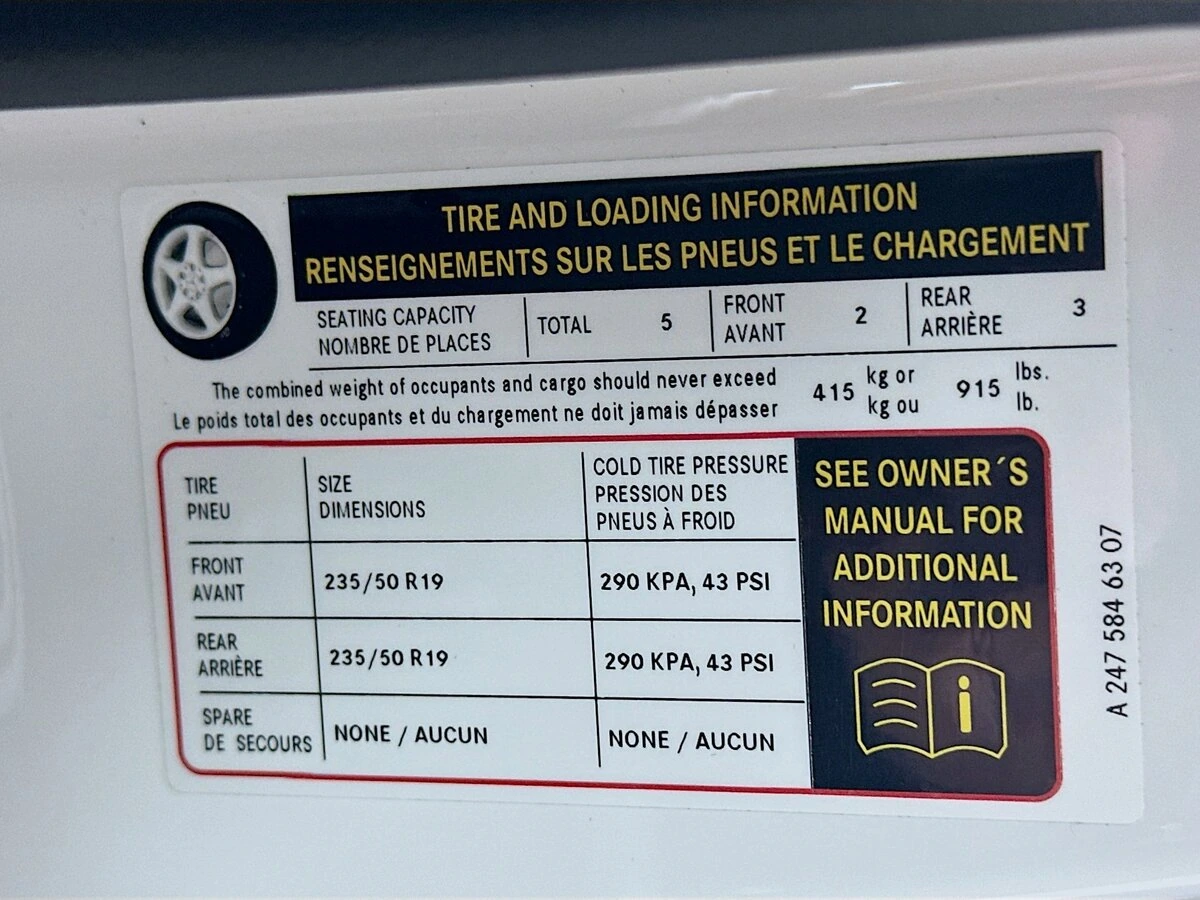 TIRE AND LOADING INFORMATION
RENSEIGNEMENTS SUR LES PNEUS ET LE CHARGEMENT
SEATING CAPACITY
NOMBRE DE PLACES
TOTAL 5
FRONT
AVANT
2
REAR
ARRIÈRE
3
The combined weight of occupants and cargo should never exceed
Le poids total des occupants et du chargement ne doit jamais dépasser
415
kg or
kg ou
915
lbs.
lb.
TIRE
PNEU
SIZE
DIMENSIONS
COLD TIRE PRESSURE
PRESSION DES
PNEUS À FROID
FRONT
AVANT
235/50 R19
290 KPA, 43 PSI
REAR
ARRIÈRE
235/50 R19
290 KPA, 43 PSI
SPARE
DE SECOURS
NONE / AUCUN
NONE / AUCUN
SEE OWNER´S
MANUAL FOR
ADDITIONAL
INFORMATION
A 247 584 63 07